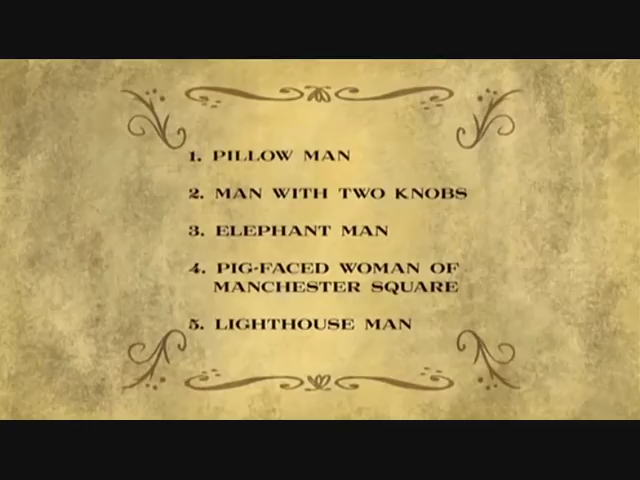 1. PILLOW MAN
2. MAN WITH TWO KNOBS
3. ELEPHANT MAN
4. PIG-FACED WOMAN OF
MANCHESTER SQUARE
5. LIGHTHOUSE MAN